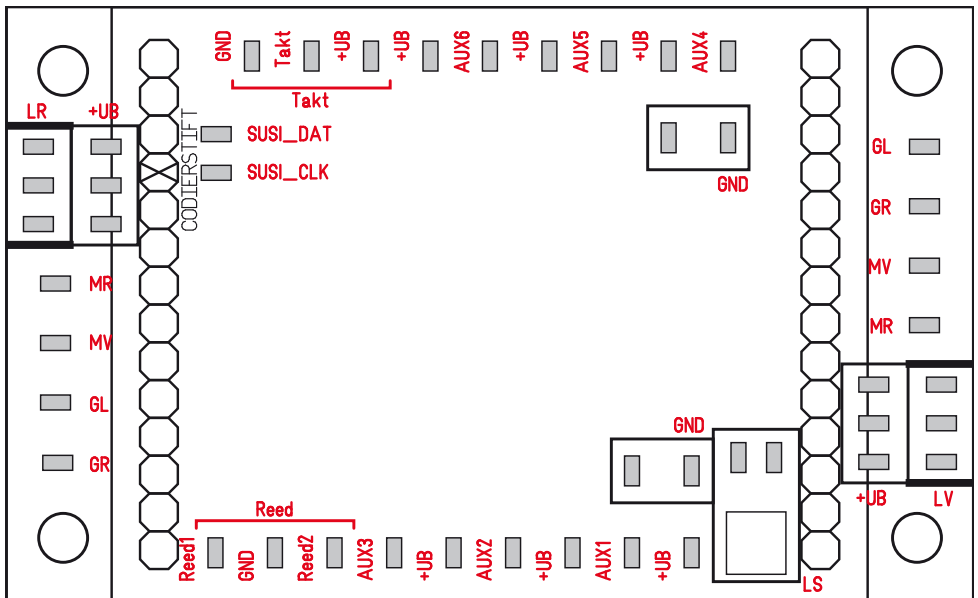 GND
Takt
+UB
+UB
AUX6
+UB
AUX5
+UB
AUX4
Takt
LR
+UB
CODIERSTIFT
SUSI_DAT
SUSI_CLK
GND
GL
GR
MV
MR
MR
MV
GL
GR
GND
+UB
LV
LS
Reed
Reed1
GND
Reed2
AUX3
+UB
AUX2
+UB
AUX1
+UB